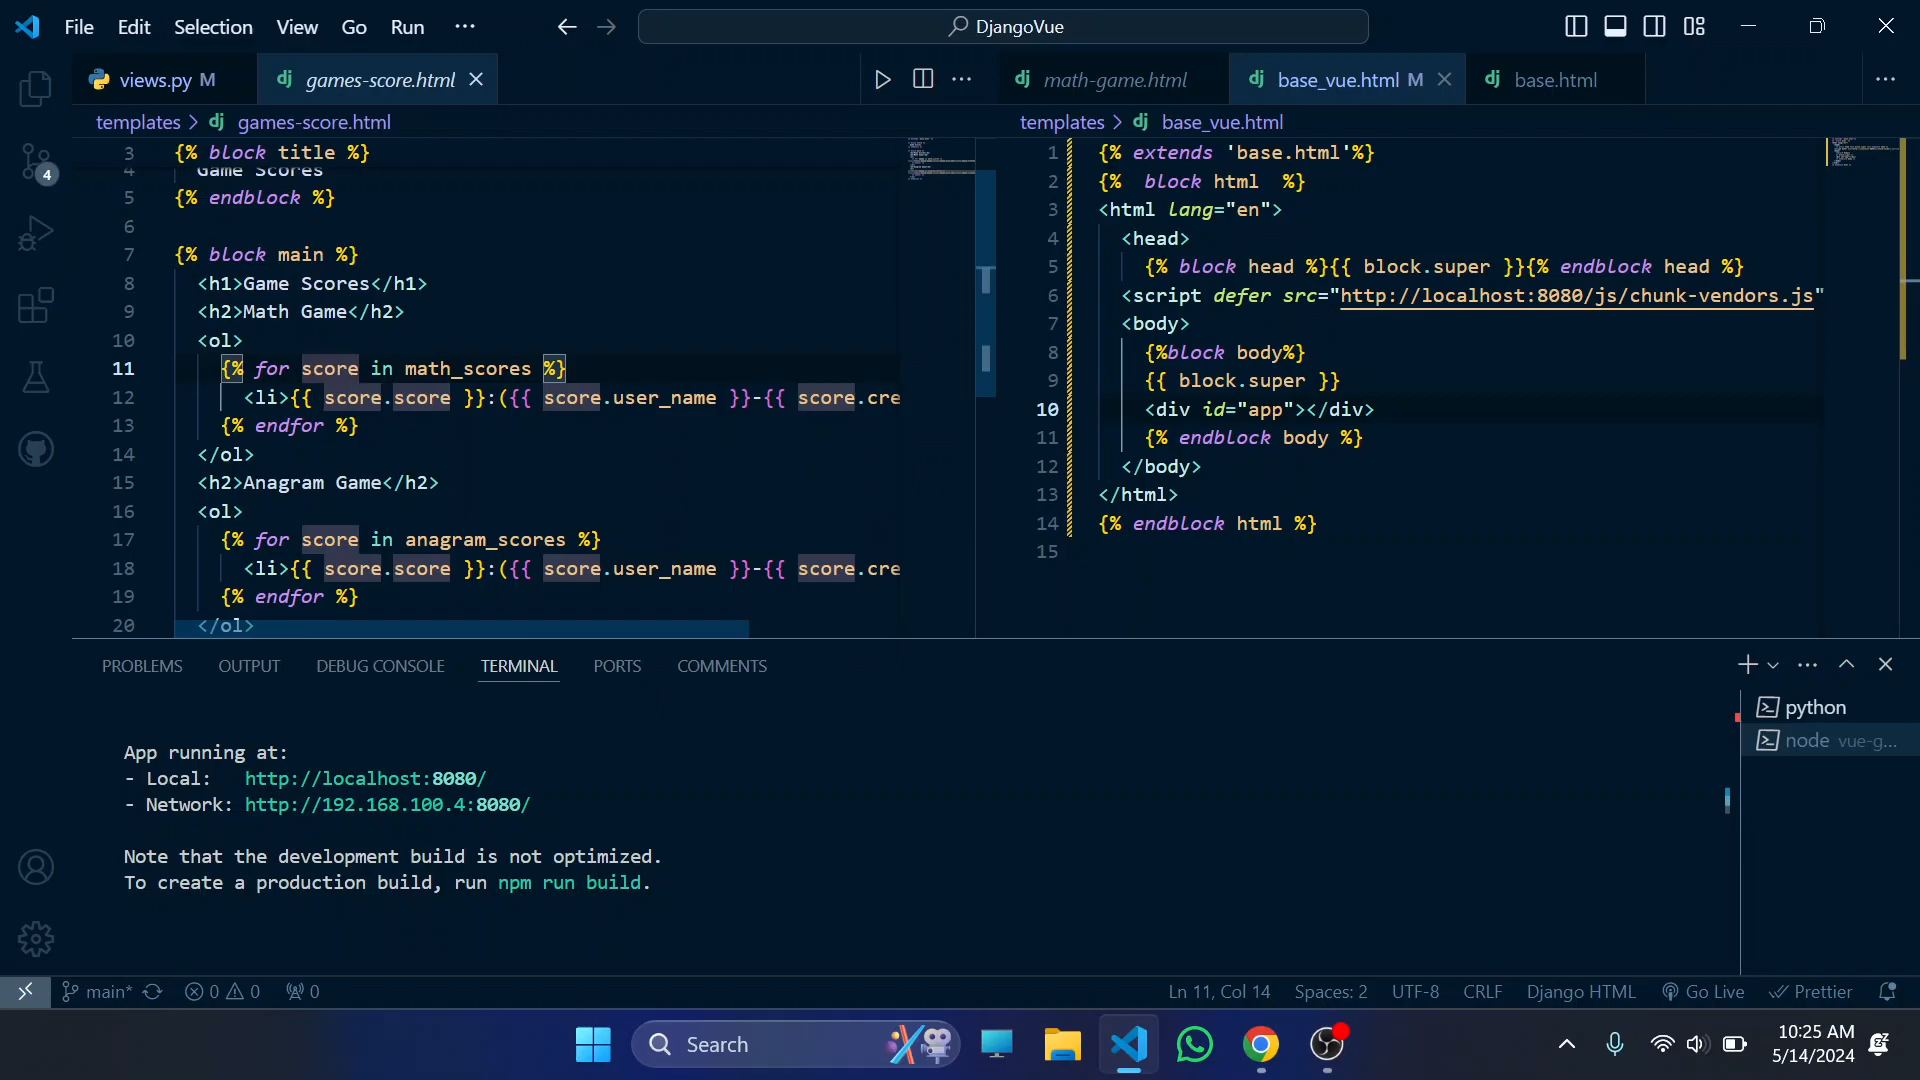 File Edit Selection View Go Run ···
DjangoVue
views.py M
games-score.html
math-game.html
base_vue.html M
base.html
templates > games-score.html
templates > base_vue.html
3 {% block title %}
4 Game Scores
5 {% endblock %}
6
7 {% block main %}
8 <h1>Game Scores</h1>
9 <h2>Math Game</h2>
10 <ol>
11 {% for score in math_scores %}
12 <li>{{ score.score }}:({{ score.user_name }}-{{ score.cre
13 {% endfor %}
14 </ol>
15 <h2>Anagram Game</h2>
16 <ol>
17 {% for score in anagram_scores %}
18 <li>{{ score.score }}:({{ score.user_name }}-{{ score.cre
19 {% endfor %}
20 </ol>
1 {% extends 'base.html'%}
2 {%  block html  %}
3 <html lang="en">
4 <head>
5 {% block head %}{{ block.super }}{% endblock head %}
6 <script defer src="http://localhost:8080/js/chunk-vendors.js"
7 <body>
8 {%block body%}
9 {{ block.super }}
10 <div id="app"></div>
11 {% endblock body %}
12 </body>
13 </html>
14 {% endblock html %}
15
4
PROBLEMS OUTPUT DEBUG CONSOLE TERMINAL PORTS COMMENTS
App running at:
- Local:   http://localhost:8080/
- Network: http://192.168.100.4:8080/
Note that the development build is not optimized.
To create a production build, run npm run build.
python
node vue-g...
main* 0 0 0
Ln 11, Col 14 Spaces: 2 UTF-8 CRLF Django HTML Go Live Prettier
Search
10:25 AM
5/14/2024